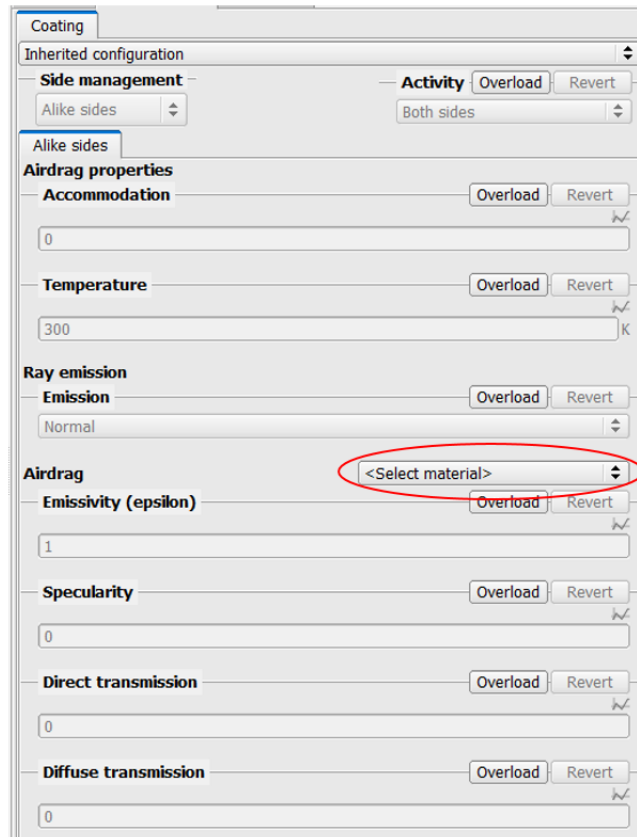 Coating
Inherited configuration
Side management
Activity Overload Revert
Alike sides
Both sides
Alike sides
Airdrag properties
Accommodation Overload Revert
0
Temperature Overload Revert
300 K
Ray emission
Emission Overload Revert
Normal
Airdrag <Select material>
Emissivity (epsilon) Overload Revert
1
Specularity Overload Revert
0
Direct transmission Overload Revert
0
Diffuse transmission Overload Revert
0